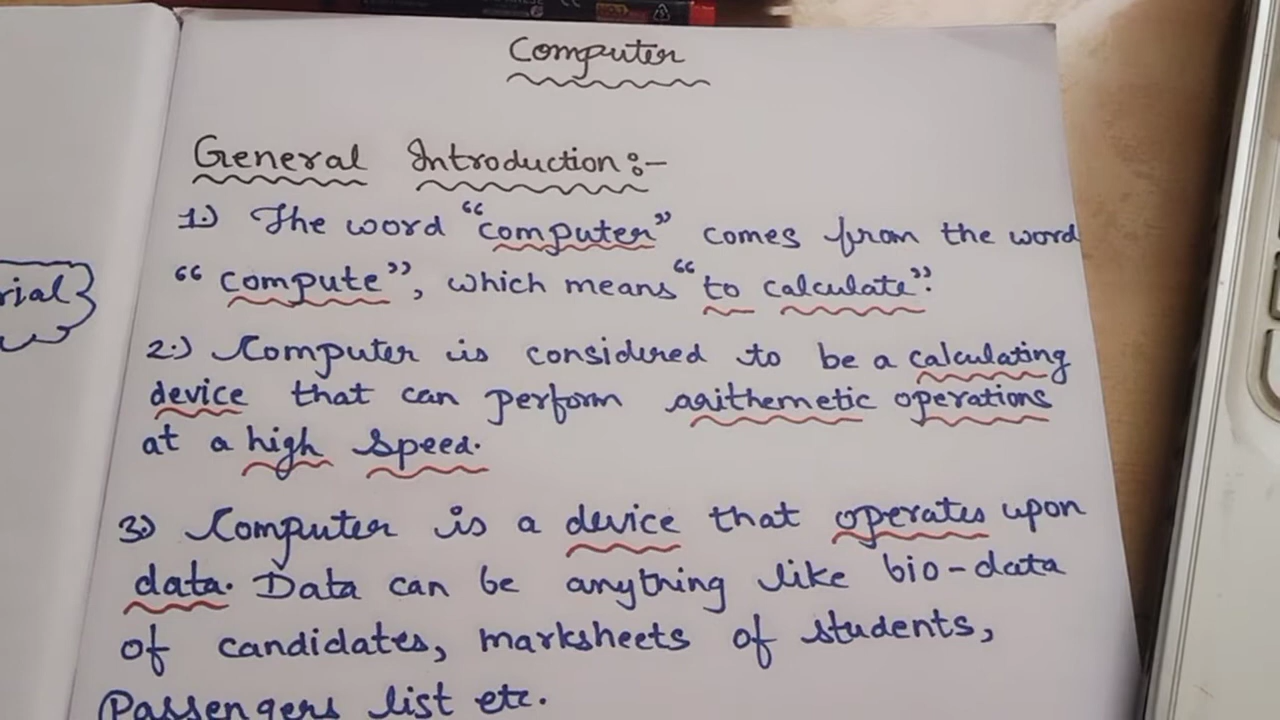 Computer
General Introduction :-
1.) The word "computer" comes from the word
"compute", which means "to calculate".
2.) Computer is considered to be a calculating
device that can perform arithemetic operations
at a high speed.
3.) Computer is a device that operates upon
data. Data can be anything like bio-data
of candidates, marksheets of students,
Passengers list etc.
rial